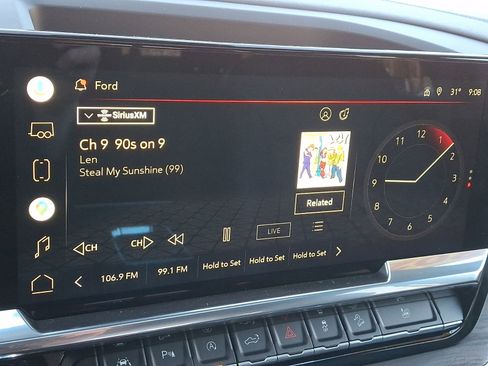 Ford
31° 9:08
SiriusXM
Ch 9 90s on 9
Len
Steal My Sunshine (99)
Related
12 1 2 3 4 5 6 7 8 9 10 11
CH CH LIVE
106.9 FM 99.1 FM Hold to Set Hold to Set Hold to Set
P